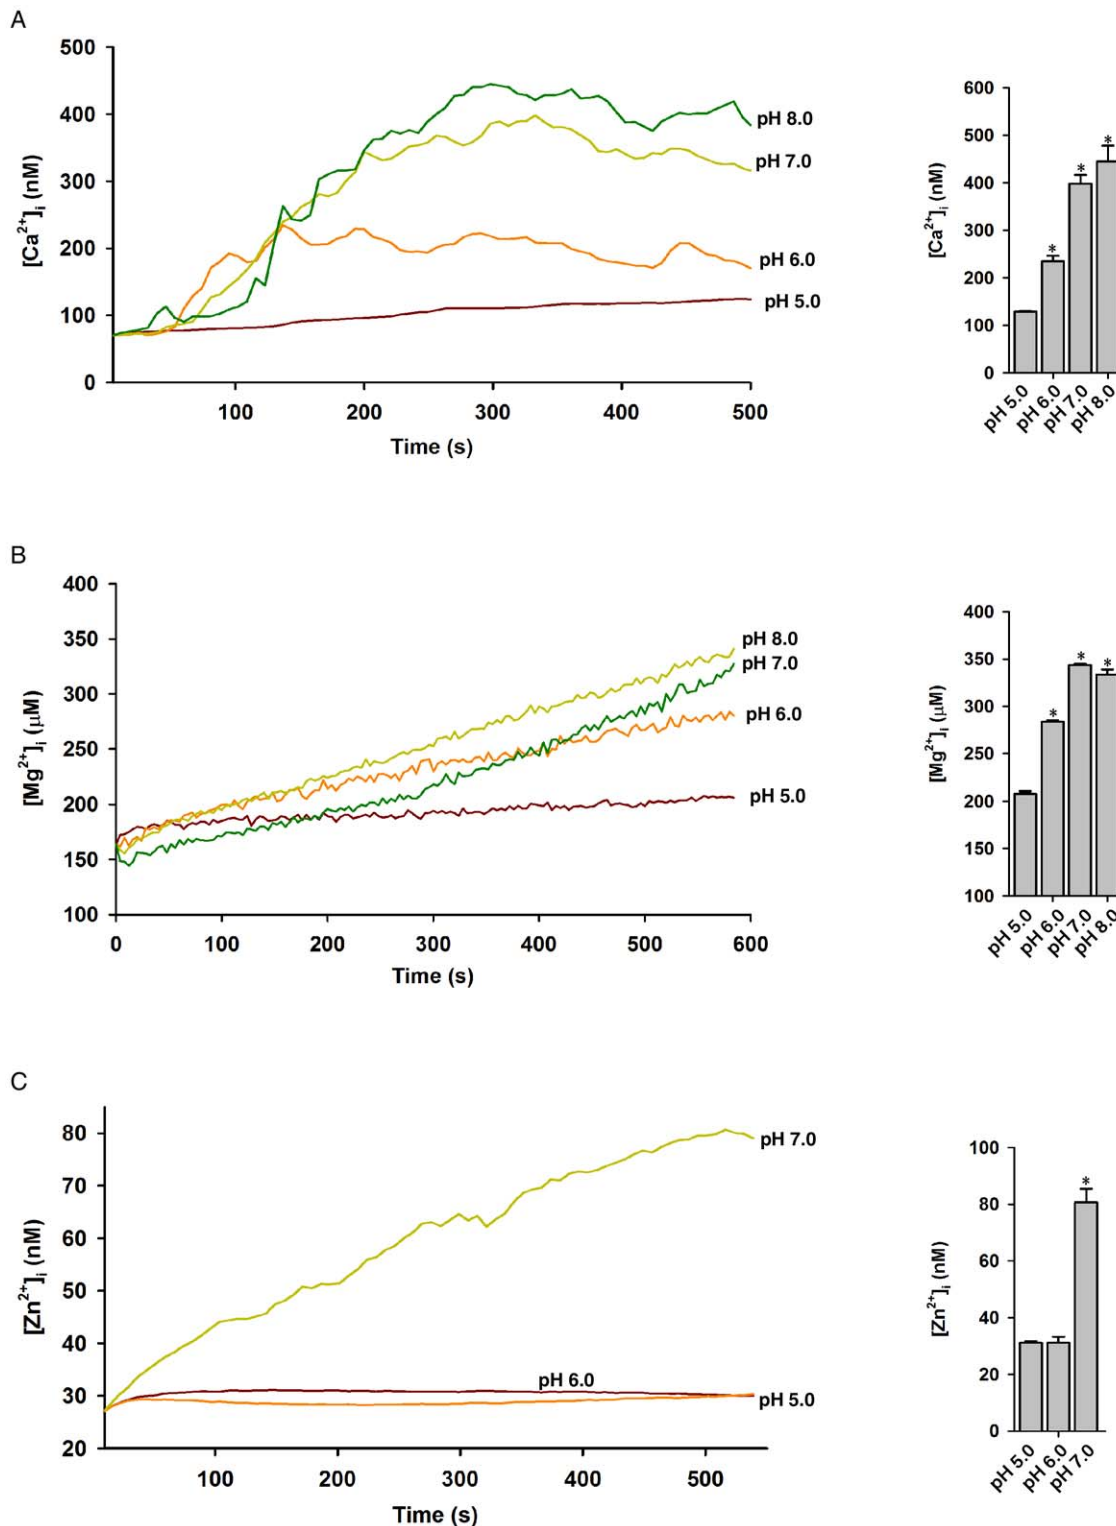 A
500
400
300
200
100
0
[Ca²⁺]ᵢ (nM)
pH 8.0
pH 7.0
pH 6.0
pH 5.0
100 200 300 400 500
Time (s)
600
500
400
300
200
100
0
[Ca²⁺]ᵢ (nM)
*
*
*
pH 5.0
pH 6.0
pH 7.0
pH 8.0
B
400
350
300
250
200
150
100
[Mg²⁺]ᵢ (μM)
pH 8.0
pH 7.0
pH 6.0
pH 5.0
0 100 200 300 400 500 600
Time (s)
400
350
300
250
200
150
100
[Mg²⁺]ᵢ (μM)
*
*
*
pH 5.0
pH 6.0
pH 7.0
pH 8.0
C
80
70
60
50
40
30
20
[Zn²⁺]ᵢ (nM)
pH 7.0
pH 6.0
pH 5.0
100 200 300 400 500
Time (s)
100
80
60
40
20
0
[Zn²⁺]ᵢ (nM)
*
pH 5.0
pH 6.0
pH 7.0